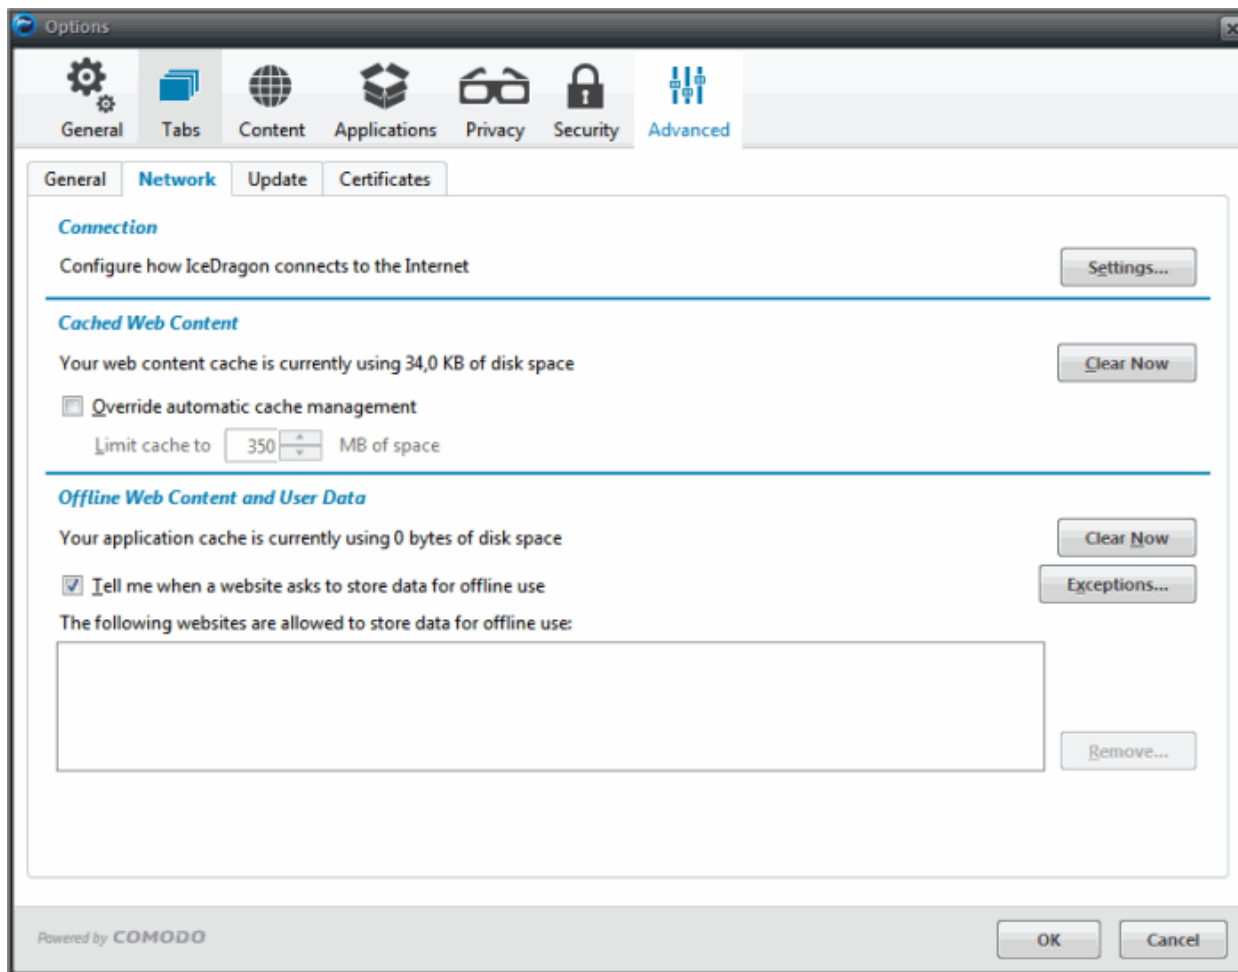 Options
General Tabs Content Applications Privacy Security Advanced
General Network Update Certificates
Connection
Configure how IceDragon connects to the Internet Settings...
Cached Web Content
Your web content cache is currently using 34,0 KB of disk space Clear Now
Override automatic cache management
Limit cache to 350 MB of space
Offline Web Content and User Data
Your application cache is currently using 0 bytes of disk space Clear Now
Tell me when a website asks to store data for offline use Exceptions...
The following websites are allowed to store data for offline use:
Remove...
Powered by COMODO OK Cancel